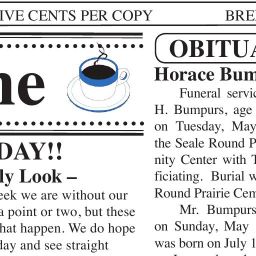 IVE CENTS PER COPY
BRE
ne
DAY!!
ly Look –
eek we are without our
a point or two, but these
hat happen. We do hope
day and see straight
OBITUA
Horace Bum
Funeral servic
H. Bumpurs, age
on Tuesday, May
the Seale Round P
nity Center with T
ficiating. Burial w
Round Prairie Cem
Mr. Bumpurs
on Sunday, May
was born on July 1